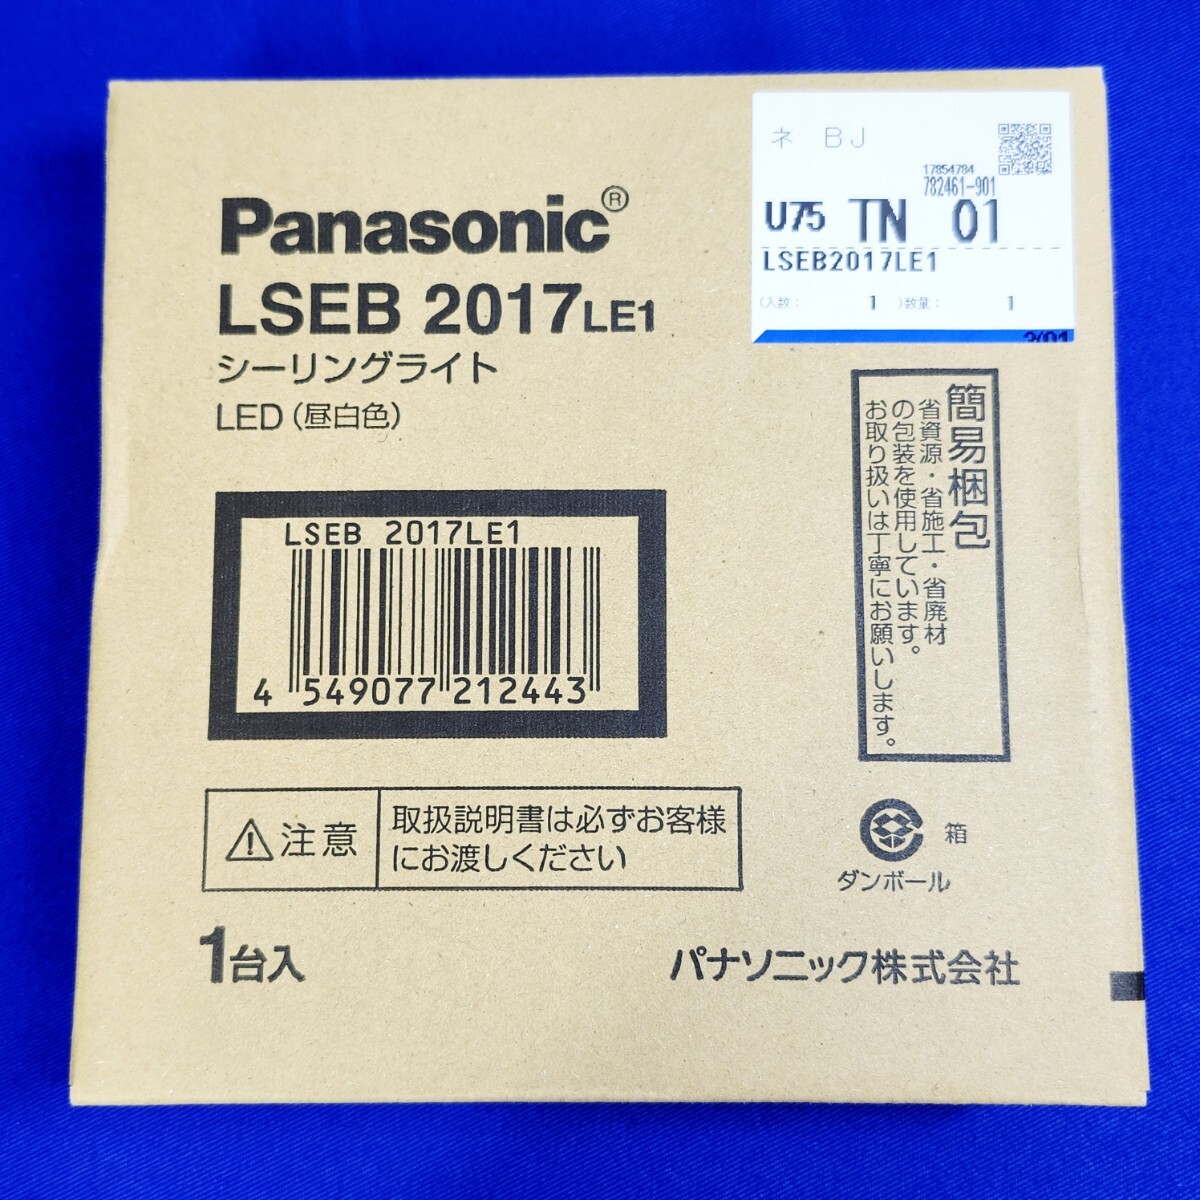 Panasonic®
LSEB 2017LE1
シーリングライト
LED（昼白色）
ネ BJ
17854784
782461-901
U75 TN 01
LSEB2017LE1
(入数： 1 )数量： 1
簡易梱包
省資源・省施工・省廃材
の包装を使用しています。
お取り扱いは丁寧にお願いします。
LSEB 2017LE1
4 549077 212443
注意
取扱説明書は必ずお客様
にお渡しください
箱
ダンボール
1台入
パナソニック株式会社